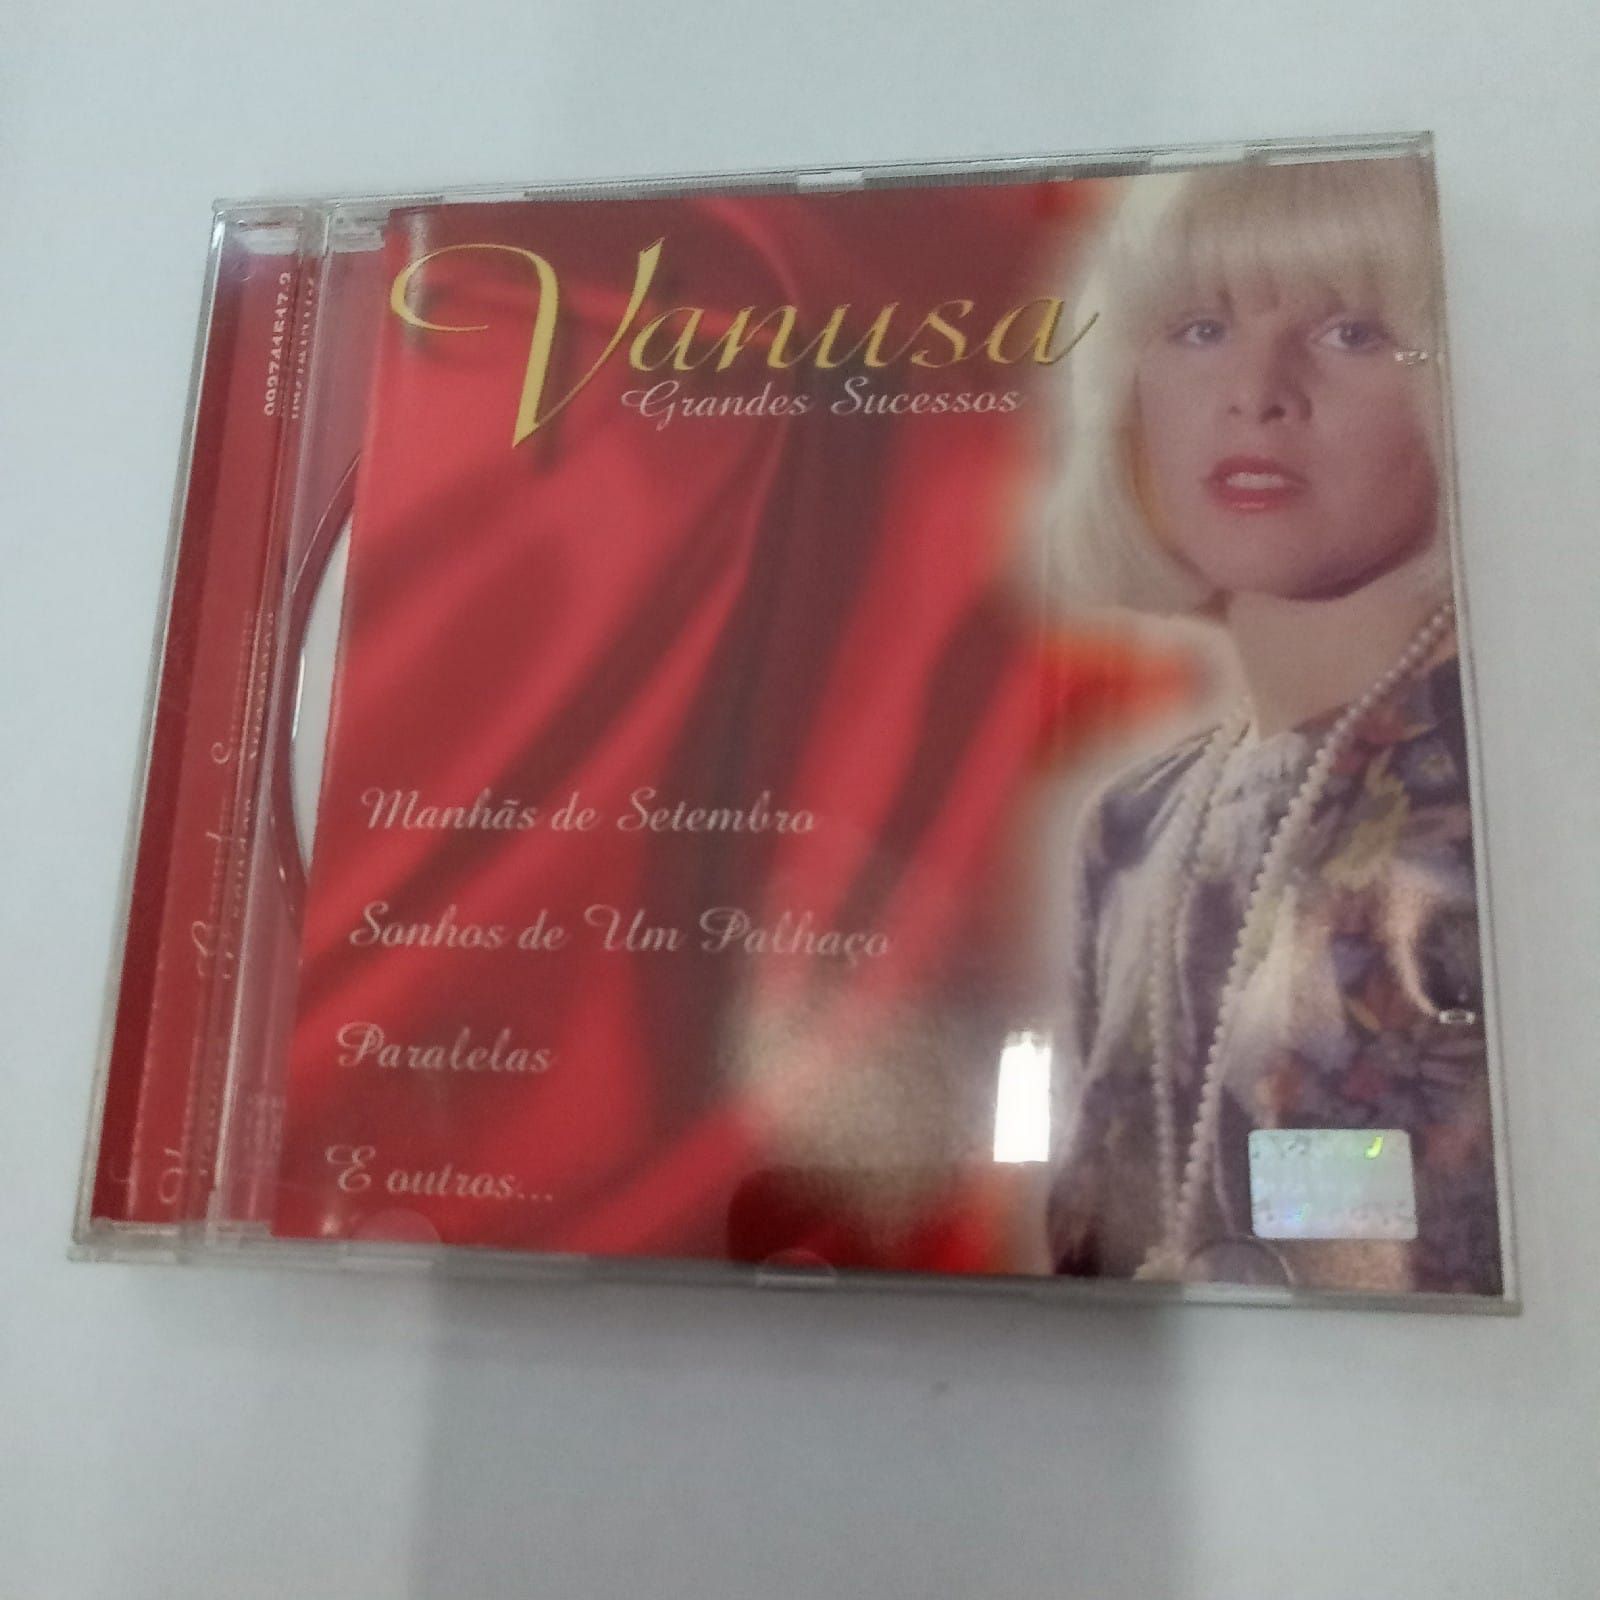 Vanusa
Grandes Sucessos
Manhãs de Setembro
Sonhos de Um Palhaço
Paralelas
E outros...